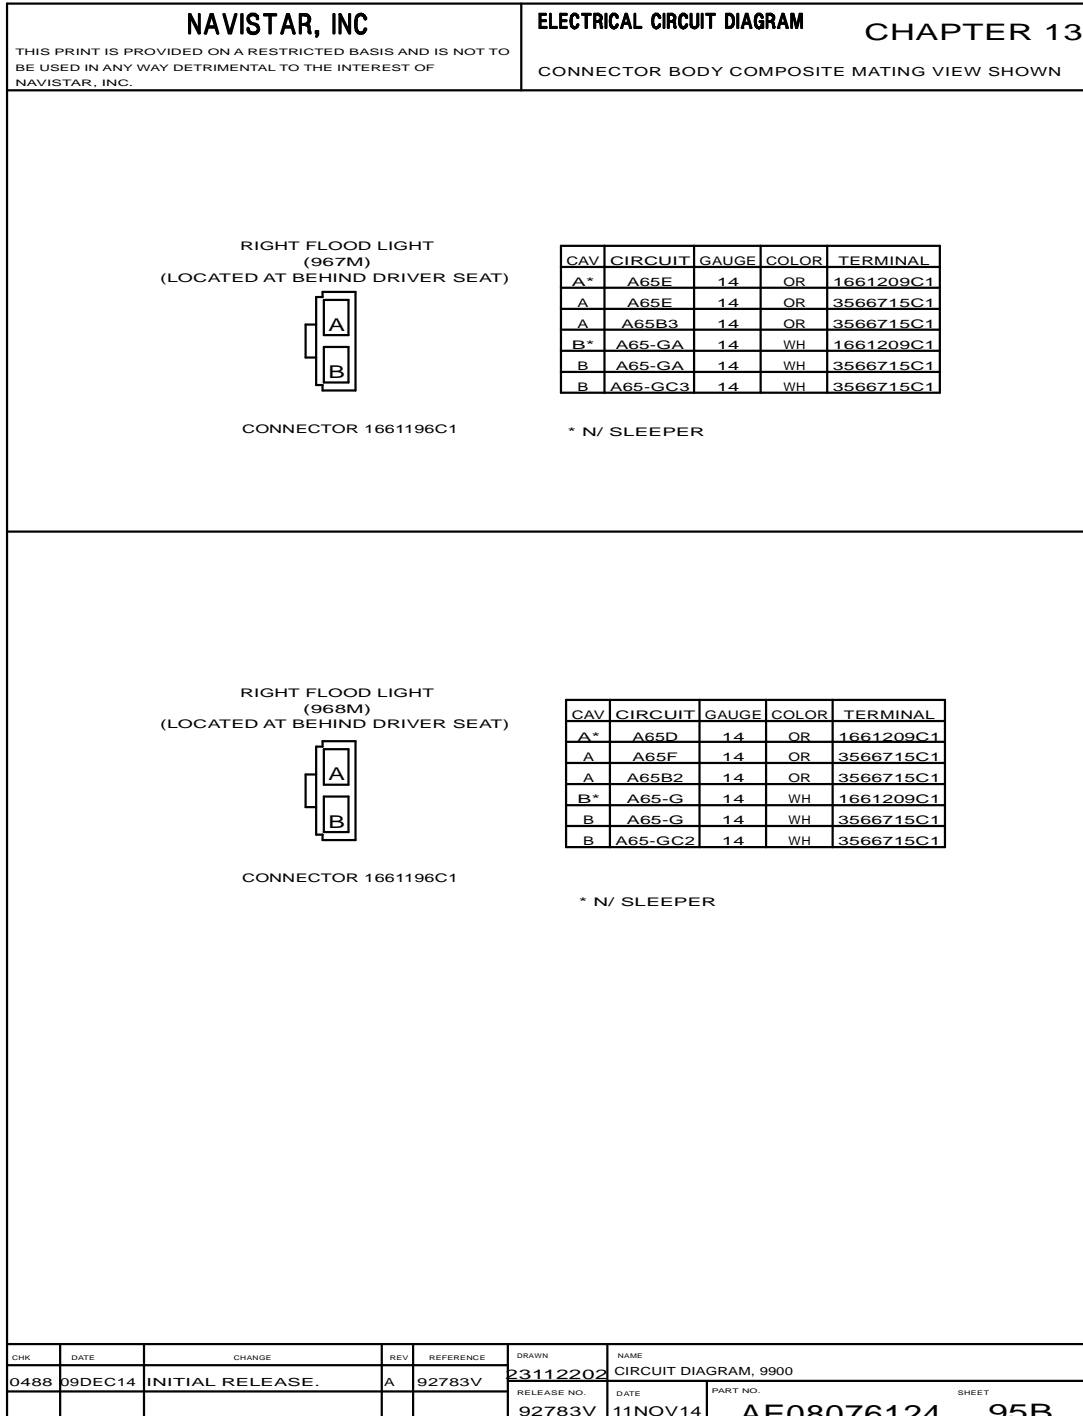 NAVISTAR, INC
THIS PRINT IS PROVIDED ON A RESTRICTED BASIS AND IS NOT TO
BE USED IN ANY WAY DETRIMENTAL TO THE INTEREST OF
NAVISTAR, INC.
ELECTRICAL CIRCUIT DIAGRAM
CHAPTER 13
CONNECTOR BODY COMPOSITE MATING VIEW SHOWN
RIGHT FLOOD LIGHT
(967M)
(LOCATED AT BEHIND DRIVER SEAT)
A
B
CONNECTOR 1661196C1
CAV CIRCUIT GAUGE COLOR TERMINAL
A* A65E 14 OR 1661209C1
A A65E 14 OR 3566715C1
A A65B3 14 OR 3566715C1
B* A65-GA 14 WH 1661209C1
B A65-GA 14 WH 3566715C1
B A65-GC3 14 WH 3566715C1
* N/ SLEEPER
RIGHT FLOOD LIGHT
(968M)
(LOCATED AT BEHIND DRIVER SEAT)
A
B
CONNECTOR 1661196C1
CAV CIRCUIT GAUGE COLOR TERMINAL
A* A65D 14 OR 1661209C1
A A65F 14 OR 3566715C1
A A65B2 14 OR 3566715C1
B* A65-G 14 WH 1661209C1
B A65-G 14 WH 3566715C1
B A65-GC2 14 WH 3566715C1
* N/ SLEEPER
CHK DATE CHANGE REV REFERENCE
0488 09DEC14 INITIAL RELEASE. A 92783V
DRAWN
23112202
NAME
CIRCUIT DIAGRAM, 9900
RELEASE NO.
92783V
DATE
11NOV14
PART NO.
AE08076124
SHEET
95B